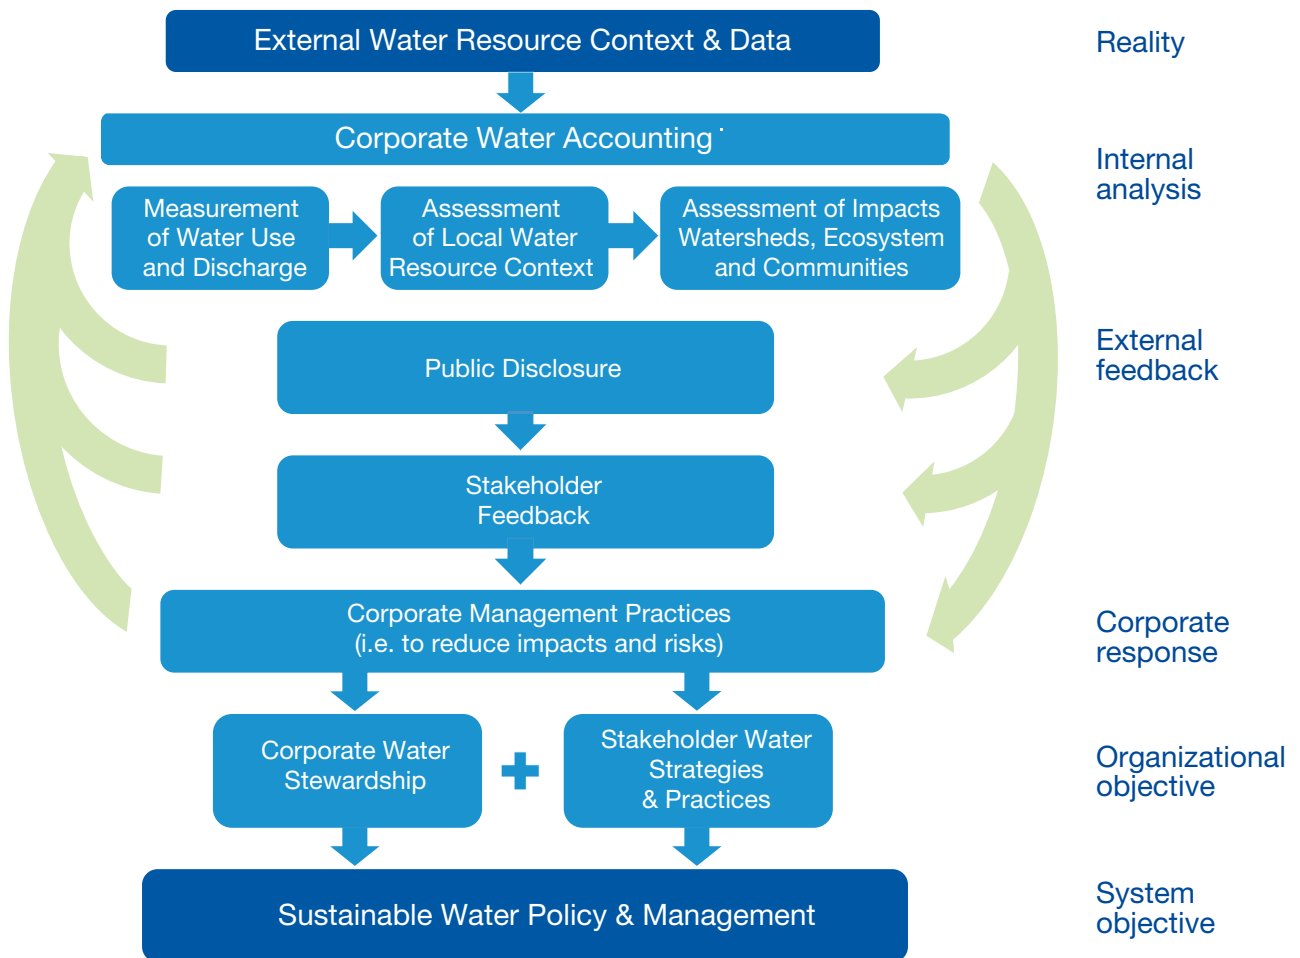 External Water Resource Context & Data
Reality
Corporate Water Accounting
Internal
analysis
Measurement
of Water Use
and Discharge
Assessment
of Local Water
Resource Context
Assessment of Impacts
Watersheds, Ecosystem
and Communities
Public Disclosure
External
feedback
Stakeholder
Feedback
Corporate Management Practices
(i.e. to reduce impacts and risks)
Corporate
response
Corporate Water
Stewardship
Stakeholder Water
Strategies
& Practices
Organizational
objective
Sustainable Water Policy & Management
System
objective